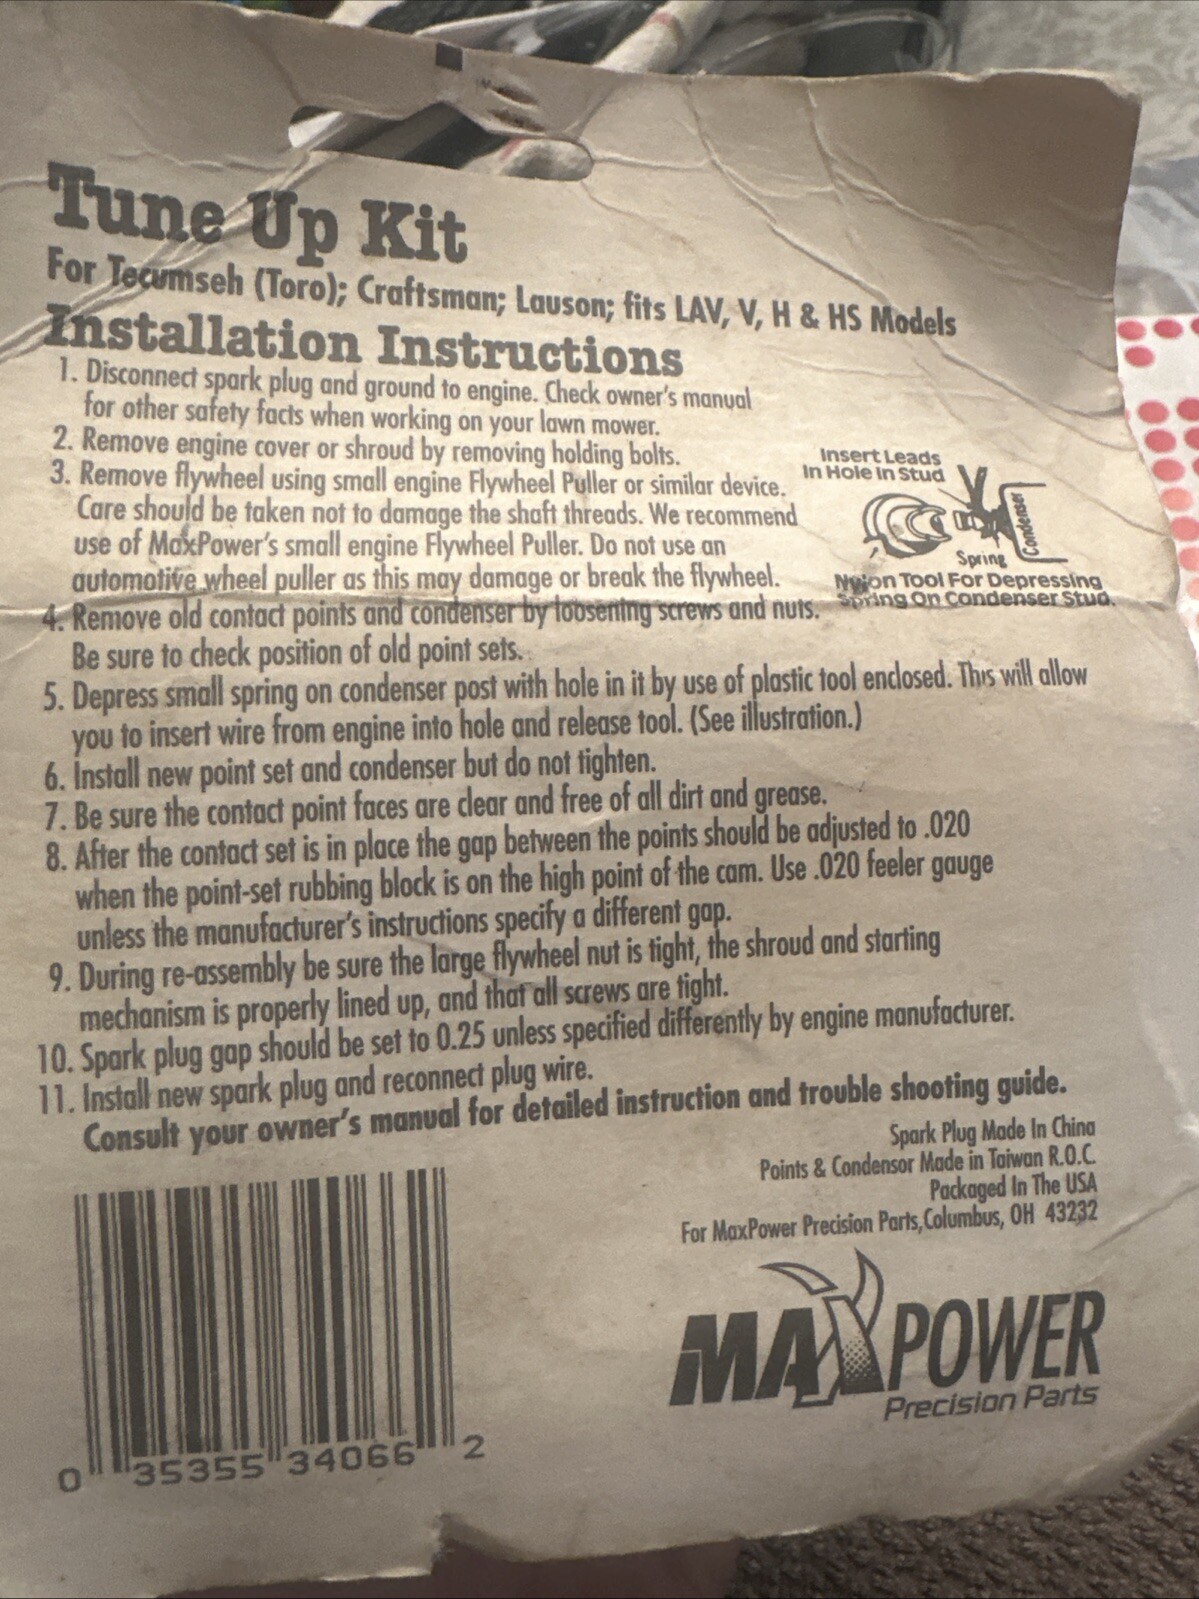 Tune Up Kit
For Tecumseh (Toro); Craftsman; Lauson; fits LAV, V, H & HS Models
Installation Instructions
1. Disconnect spark plug and ground to engine. Check owner's manual
for other safety facts when working on your lawn mower.
2. Remove engine cover or shroud by removing holding bolts.
3. Remove flywheel using small engine Flywheel Puller or similar device.
Care should be taken not to damage the shaft threads. We recommend
use of MaxPower's small engine Flywheel Puller. Do not use an
automotive wheel puller as this may damage or break the flywheel.
Insert Leads
In Hole In Stud
Condenser
Spring
Nylon Tool For Depressing
Spring On Condenser Stud.
4. Remove old contact points and condenser by loosening screws and nuts.
Be sure to check position of old point sets.
5. Depress small spring on condenser post with hole in it by use of plastic tool enclosed. This will allow
you to insert wire from engine into hole and release tool. (See illustration.)
6. Install new point set and condenser but do not tighten.
7. Be sure the contact point faces are clear and free of all dirt and grease.
8. After the contact set is in place the gap between the points should be adjusted to .020
when the point-set rubbing block is on the high point of the cam. Use .020 feeler gauge
unless the manufacturer's instructions specify a different gap.
9. During re-assembly be sure the large flywheel nut is tight, the shroud and starting
mechanism is properly lined up, and that all screws are tight.
10. Spark plug gap should be set to 0.25 unless specified differently by engine manufacturer.
11. Install new spark plug and reconnect plug wire.
Consult your owner's manual for detailed instruction and trouble shooting guide.
Spark Plug Made In China
Points & Condensor Made in Taiwan R.O.C.
Packaged In The USA
For MaxPower Precision Parts, Columbus, OH 43232
MAXPOWER
Precision Parts
0 35355 34066 2